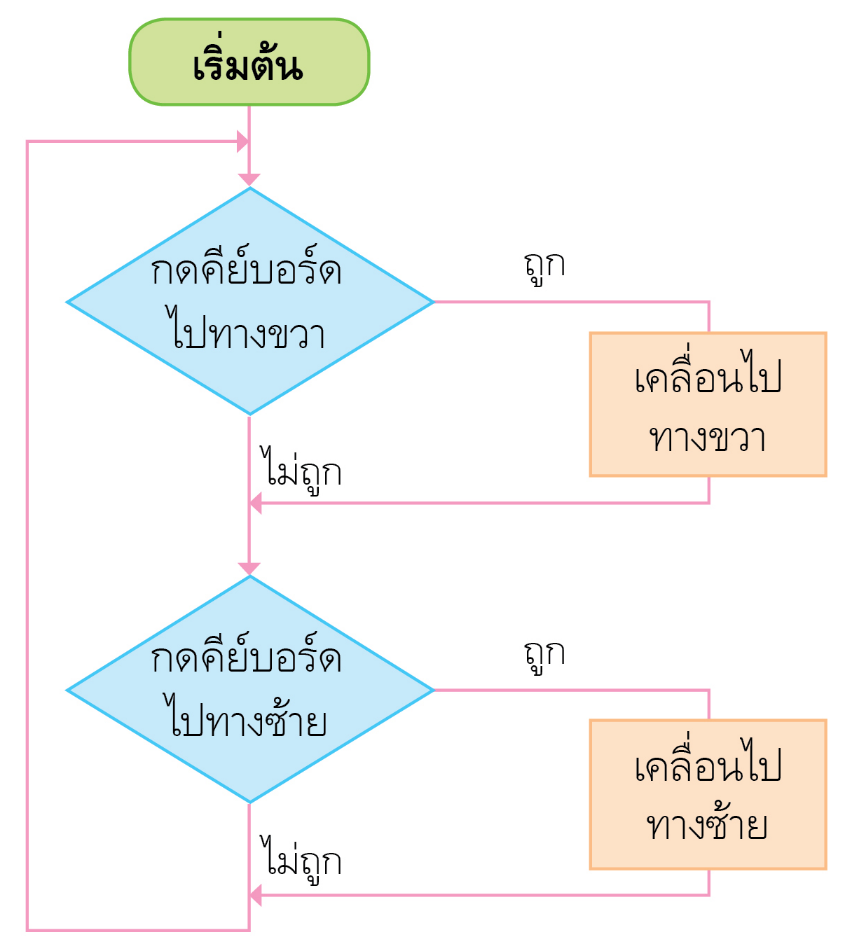 เริ่มต้น
กดคีย์บอร์ด
ไปทางขวา
ถูก
เคลื่อนไป
ทางขวา
ไม่ถูก
กดคีย์บอร์ด
ไปทางซ้าย
ถูก
เคลื่อนไป
ทางซ้าย
ไม่ถูก